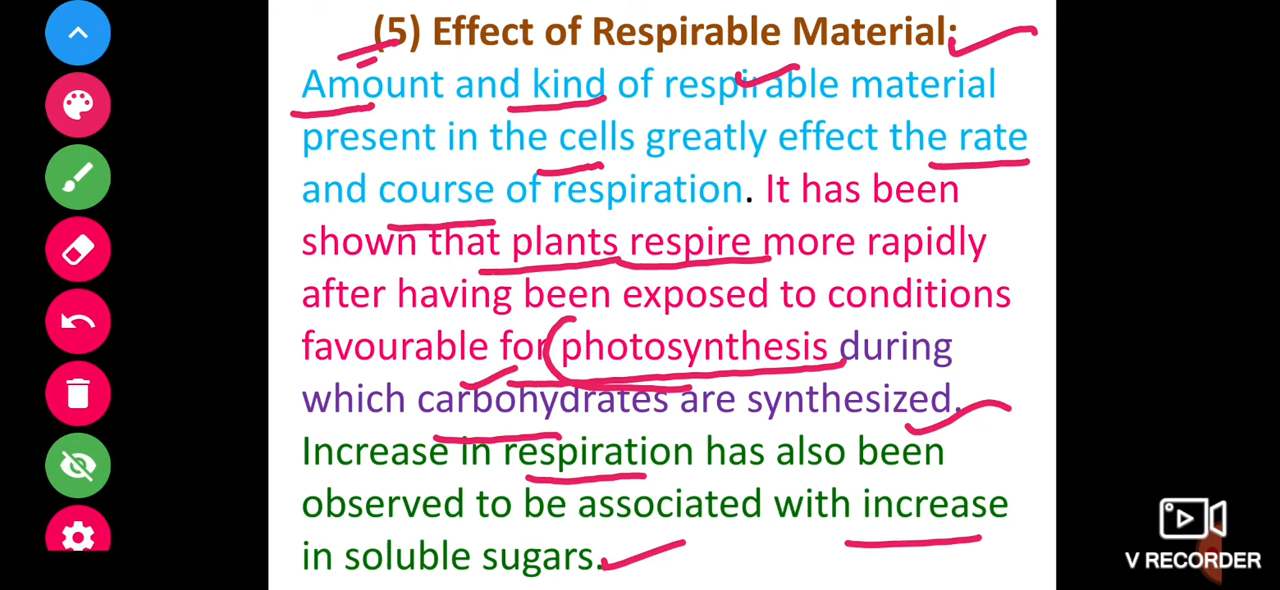 (5) Effect of Respirable Material:
Amount and kind of respirable material
present in the cells greatly effect the rate
and course of respiration. It has been
shown that plants respire more rapidly
after having been exposed to conditions
favourable for photosynthesis during
which carbohydrates are synthesized.
Increase in respiration has also been
observed to be associated with increase
in soluble sugars.
V RECORDER